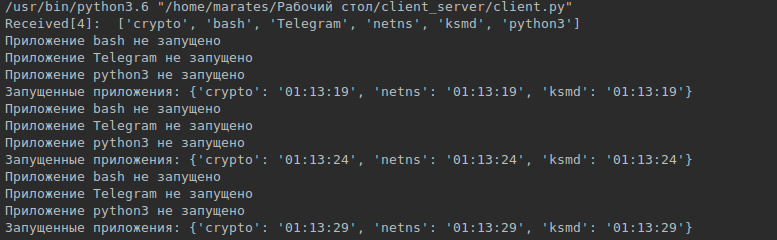 /usr/bin/python3.6 "/home/marates/Рабочий стол/client_server/client.py"
Received[4]:  ['crypto', 'bash', 'Telegram', 'netns', 'ksmd', 'python3']
Приложение bash не запущено
Приложение Telegram не запущено
Приложение python3 не запущено
Запущенные приложения: {'crypto': '01:13:19', 'netns': '01:13:19', 'ksmd': '01:13:19'}
Приложение bash не запущено
Приложение Telegram не запущено
Приложение python3 не запущено
Запущенные приложения: {'crypto': '01:13:24', 'netns': '01:13:24', 'ksmd': '01:13:24'}
Приложение bash не запущено
Приложение Telegram не запущено
Приложение python3 не запущено
Запущенные приложения: {'crypto': '01:13:29', 'netns': '01:13:29', 'ksmd': '01:13:29'}